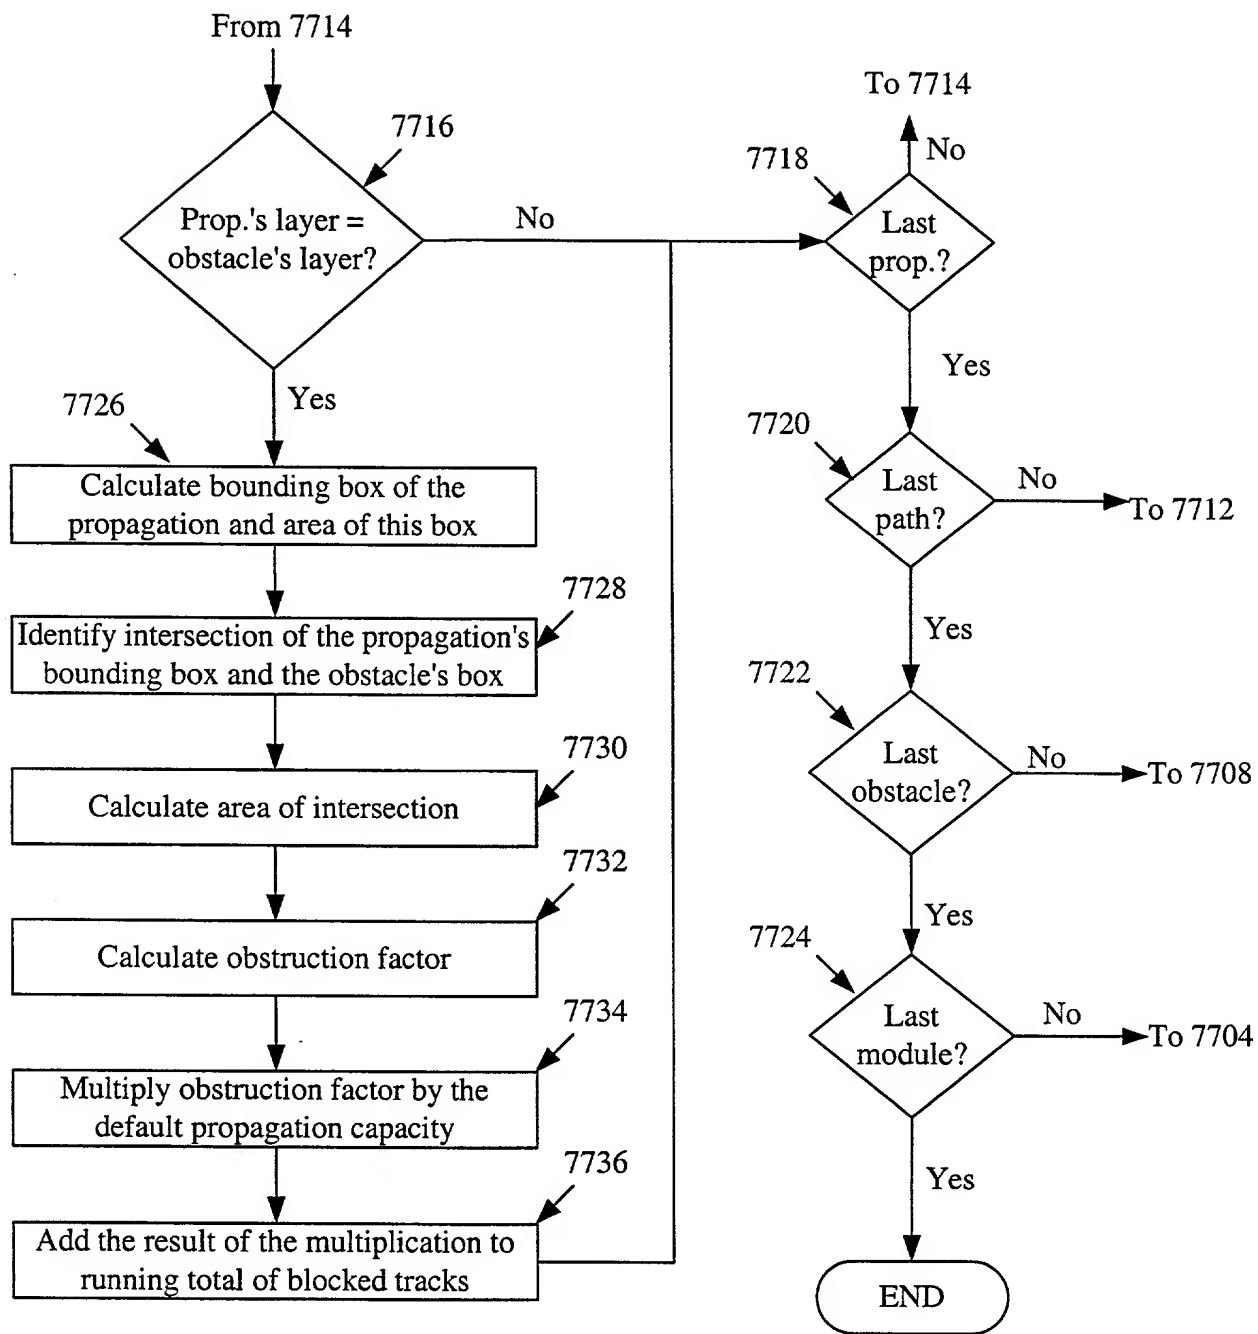 From 7714
7716
Prop.'s layer =
obstacle's layer?
No
Yes
7726
Calculate bounding box of the
propagation and area of this box
7728
Identify intersection of the propagation's
bounding box and the obstacle's box
7730
Calculate area of intersection
7732
Calculate obstruction factor
7734
Multiply obstruction factor by the
default propagation capacity
7736
Add the result of the multiplication to
running total of blocked tracks
To 7714
No
7718
Last
prop.?
Yes
7720
Last
path?
No
To 7712
Yes
7722
Last
obstacle?
No
To 7708
Yes
7724
Last
module?
No
To 7704
Yes
END